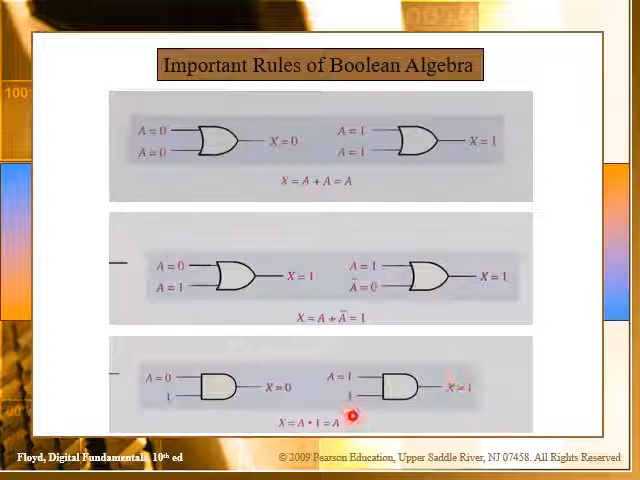 Important Rules of Boolean Algebra
A = 0
A = 0
X = 0
A = 1
A = 1
X = 1
X = A + A = A
A = 0
A = 1
X = 1
A = 1
A̅ = 0
X = 1
X = A + A̅ = 1
A = 0
1
X = 0
A = 1
1
X = 1
X = A • 1 = A
Floyd, Digital Fundamentals, 10th ed
© 2009 Pearson Education, Upper Saddle River, NJ 07458. All Rights Reserved